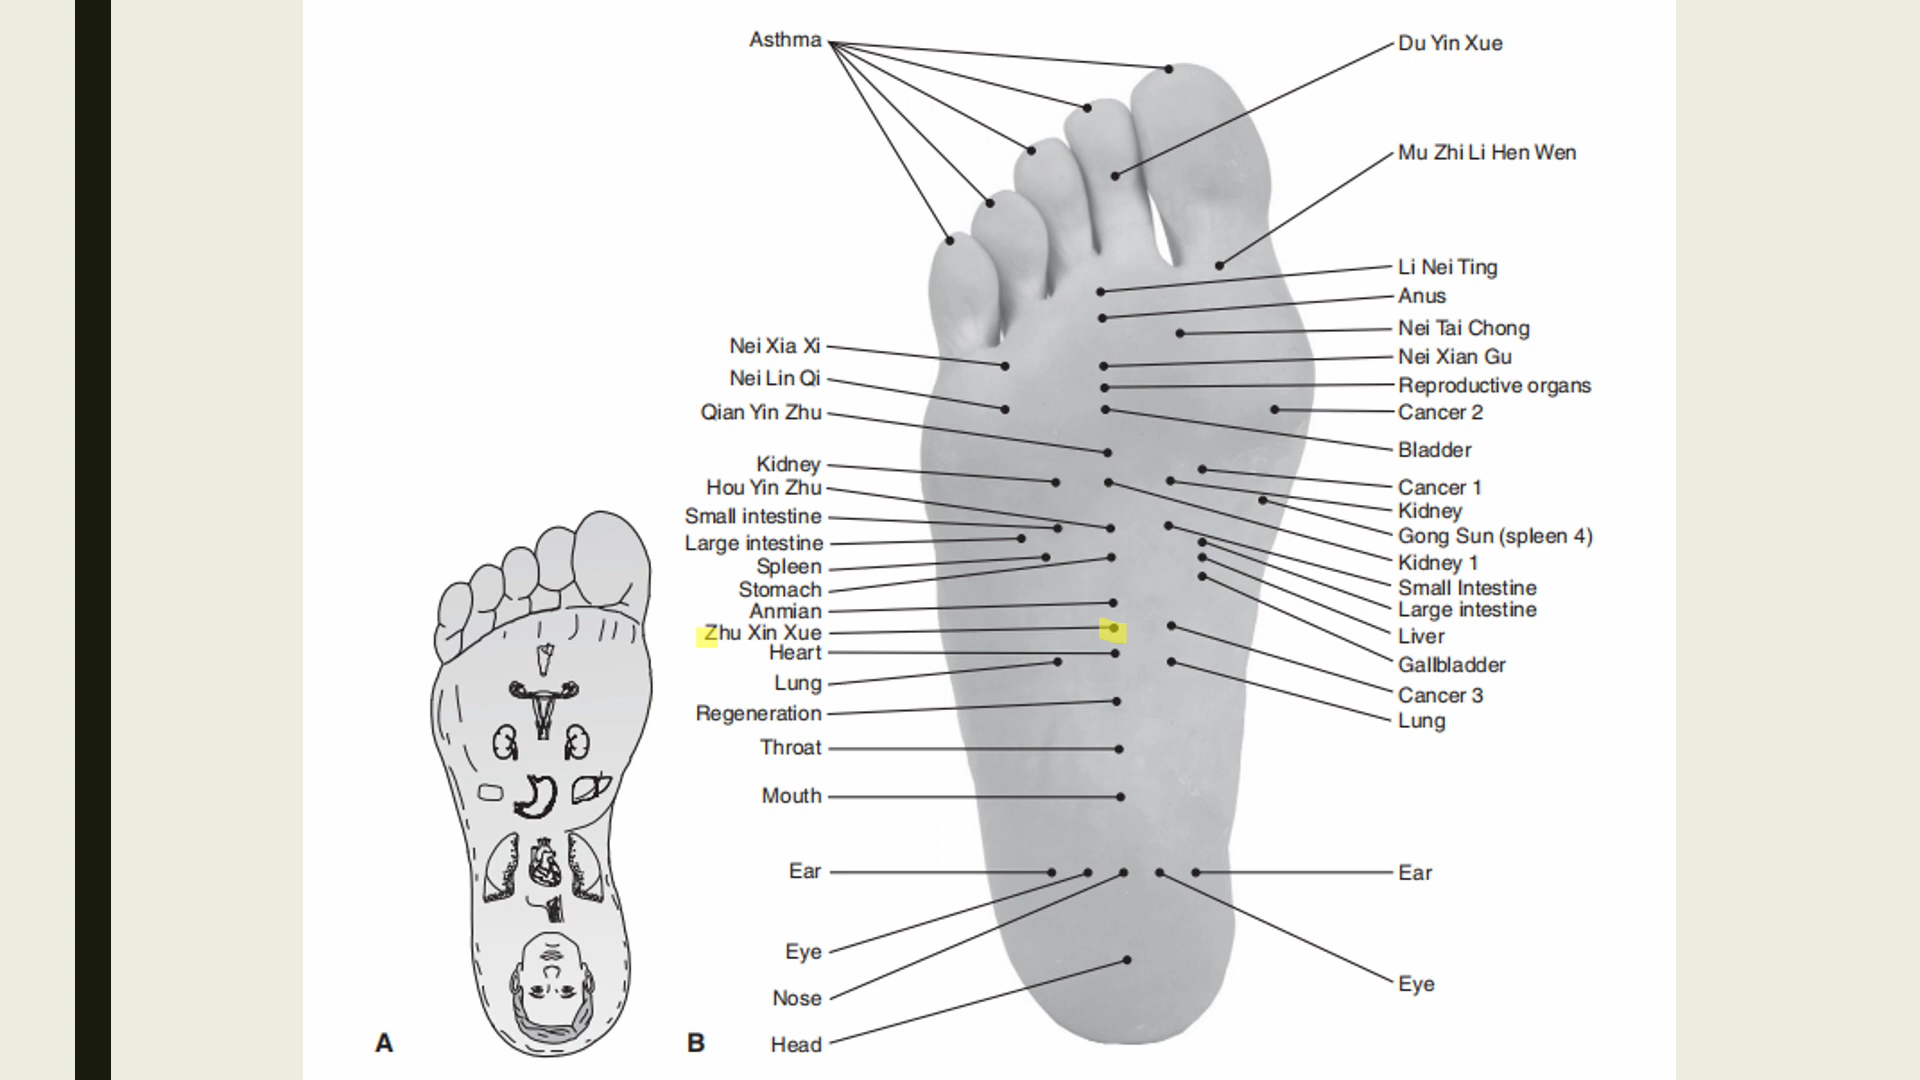 Asthma
Du Yin Xue
Mu Zhi Li Hen Wen
Li Nei Ting
Anus
Nei Tai Chong
Nei Xian Gu
Reproductive organs
Cancer 2
Bladder
Cancer 1
Kidney
Gong Sun (spleen 4)
Kidney 1
Small Intestine
Large intestine
Liver
Gallbladder
Cancer 3
Lung
Ear
Eye
Nei Xia Xi
Nei Lin Qi
Qian Yin Zhu
Kidney
Hou Yin Zhu
Small intestine
Large intestine
Spleen
Stomach
Anmian
Zhu Xin Xue
Heart
Lung
Regeneration
Throat
Mouth
Ear
Eye
Nose
Head
A
B